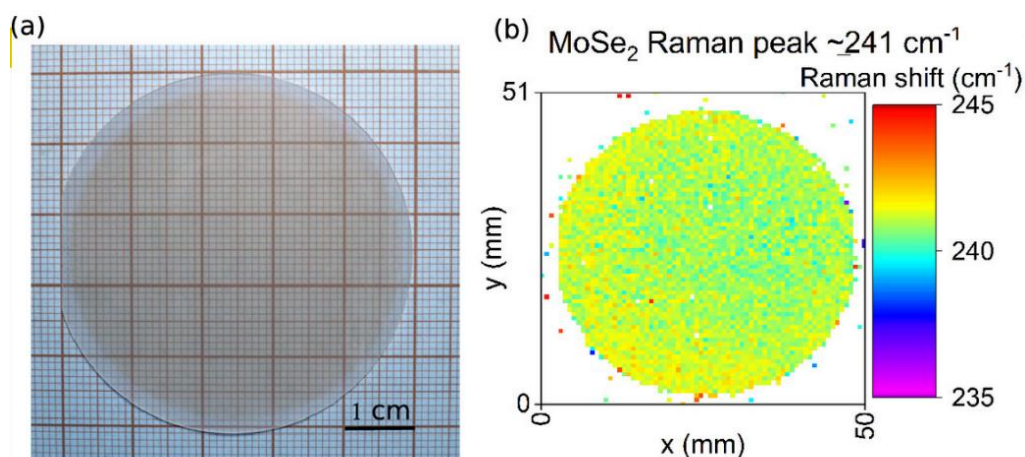 (a)
1 cm
(b)
MoSe₂ Raman peak ~241 cm⁻¹
Raman shift (cm⁻¹)
51
y (mm)
0
0
50
x (mm)
245
240
235